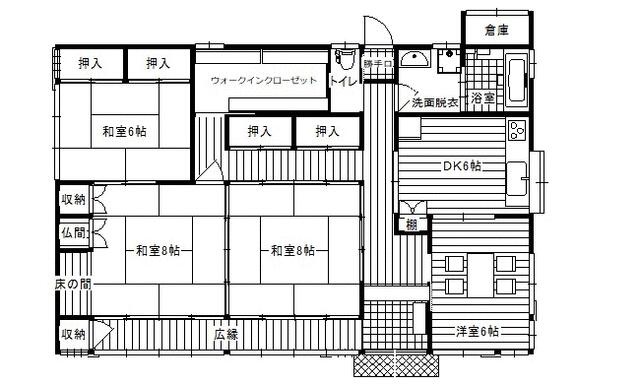 倉庫
押入
押入
ウォークインクローゼット
トイレ
勝手口
洗面脱衣
浴室
和室6帖
押入
押入
DK6帖
収納
仏間
棚
和室8帖
和室8帖
床の間
収納
広縁
洋室6帖